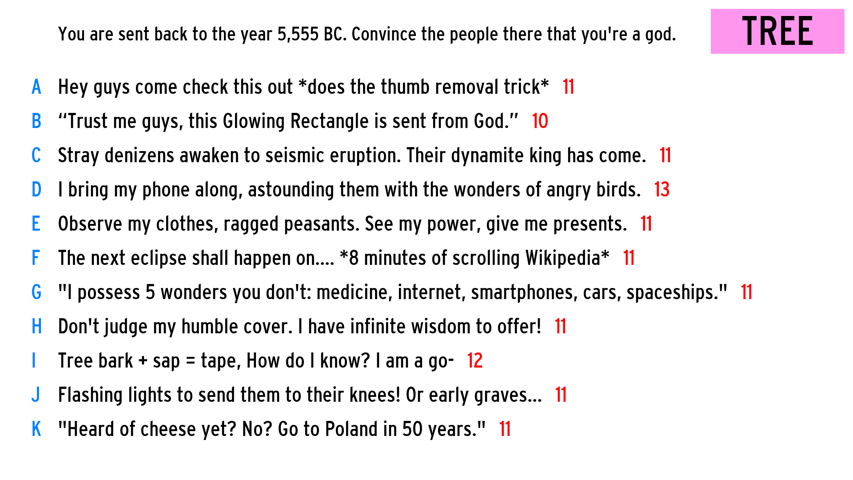 You are sent back to the year 5,555 BC. Convince the people there that you're a god.
TREE
A Hey guys come check this out *does the thumb removal trick* 11
B “Trust me guys, this Glowing Rectangle is sent from God.” 10
C Stray denizens awaken to seismic eruption. Their dynamite king has come. 11
D I bring my phone along, astounding them with the wonders of angry birds. 13
E Observe my clothes, ragged peasants. See my power, give me presents. 11
F The next eclipse shall happen on.... *8 minutes of scrolling Wikipedia* 11
G "I possess 5 wonders you don't: medicine, internet, smartphones, cars, spaceships." 11
H Don't judge my humble cover. I have infinite wisdom to offer! 11
I Tree bark + sap = tape, How do I know? I am a go- 12
J Flashing lights to send them to their knees! Or early graves... 11
K "Heard of cheese yet? No? Go to Poland in 50 years." 11